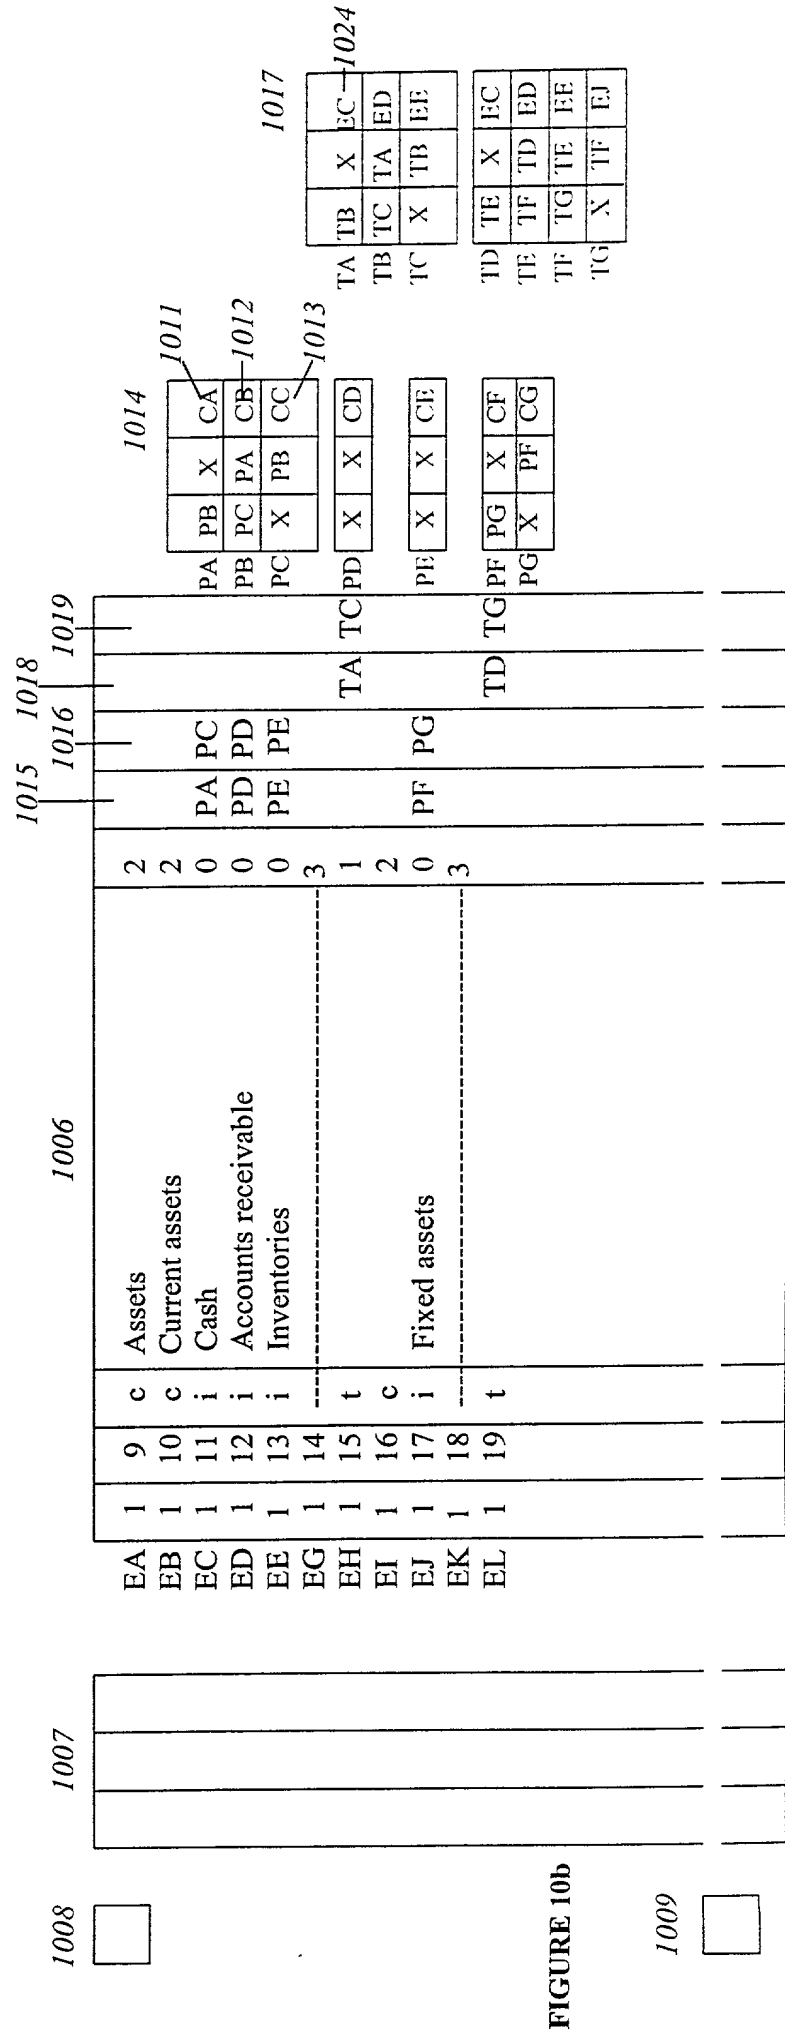 1015 1018
1008 1007 1006 1016 1019 1014 1017
EA 1 9 c Assets 2
EB 1 10 c Current assets 2 1011
EC 1 11 i Cash 0 PA PC PA PB X CA
ED 1 12 i Accounts receivable 0 PD PD PB PC PA CB 1012
EE 1 13 i Inventories 0 PE PE PC X PB CC
EG 1 14 3 1013
EH 1 15 t 1 TA TC PD X X CD TA TB X EC 1024
EI 1 16 c 2 TB TC TA ED
EJ 1 17 i Fixed assets 0 PF PG PE X X CE TC X TB EE
EK 1 18 3
EL 1 19 t TD TG PF PG X CF TD TE X EC
PG X PF CG TE TF TD ED
TF TG TE EE
TG X TF EJ
FIGURE 10b
1009